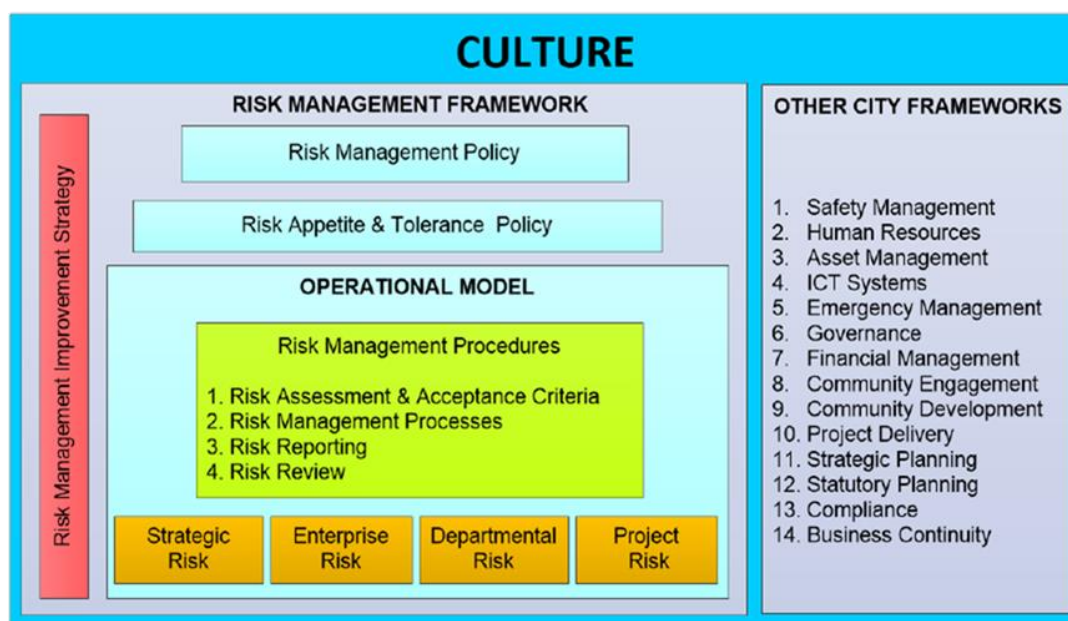 CULTURE
RISK MANAGEMENT FRAMEWORK
Risk Management Improvement Strategy
Risk Management Policy
Risk Appetite & Tolerance Policy
OPERATIONAL MODEL
Risk Management Procedures
1. Risk Assessment & Acceptance Criteria
2. Risk Management Processes
3. Risk Reporting
4. Risk Review
Strategic
Risk
Enterprise
Risk
Departmental
Risk
Project
Risk
OTHER CITY FRAMEWORKS
1. Safety Management
2. Human Resources
3. Asset Management
4. ICT Systems
5. Emergency Management
6. Governance
7. Financial Management
8. Community Engagement
9. Community Development
10. Project Delivery
11. Strategic Planning
12. Statutory Planning
13. Compliance
14. Business Continuity